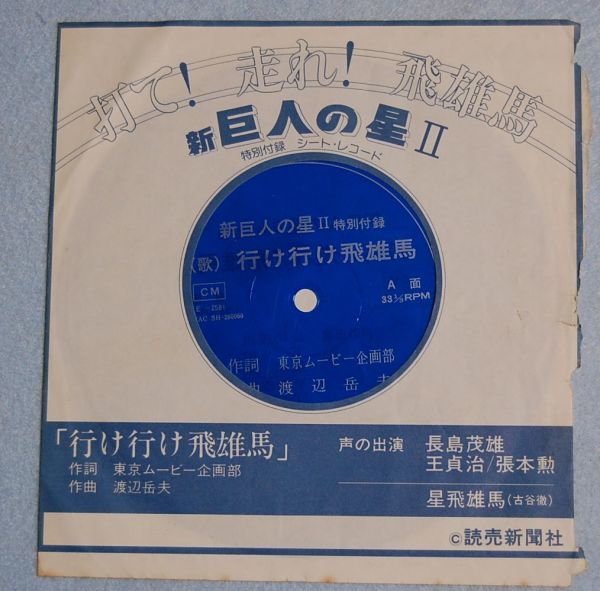 打て! 走れ! 飛雄馬
新巨人の星II
特別付録 シート・レコード
新巨人の星II 特別付録
(歌) 行け行け飛雄馬
CM
A 面
33⅓RPM
作詞 東京ムービー企画部
曲 渡辺岳夫
「行け行け飛雄馬」
作詞 東京ムービー企画部
作曲 渡辺岳夫
声の出演 長島茂雄
王貞治/張本勲
星飛雄馬(古谷徹)
©読売新聞社